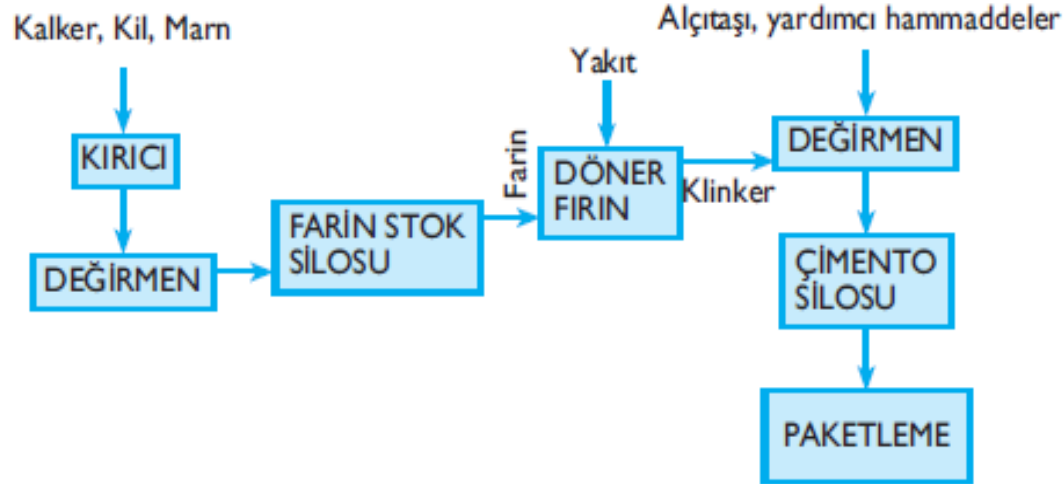 Kalker, Kil, Marn
KIRICI
DEĞİRMEN
FARİN STOK
SİLOSU
Farin
Yakıt
DÖNER
FIRIN
Klinker
Alçıtaşı, yardımcı hammaddeler
DEĞİRMEN
ÇİMENTO
SİLOSU
PAKETLEME